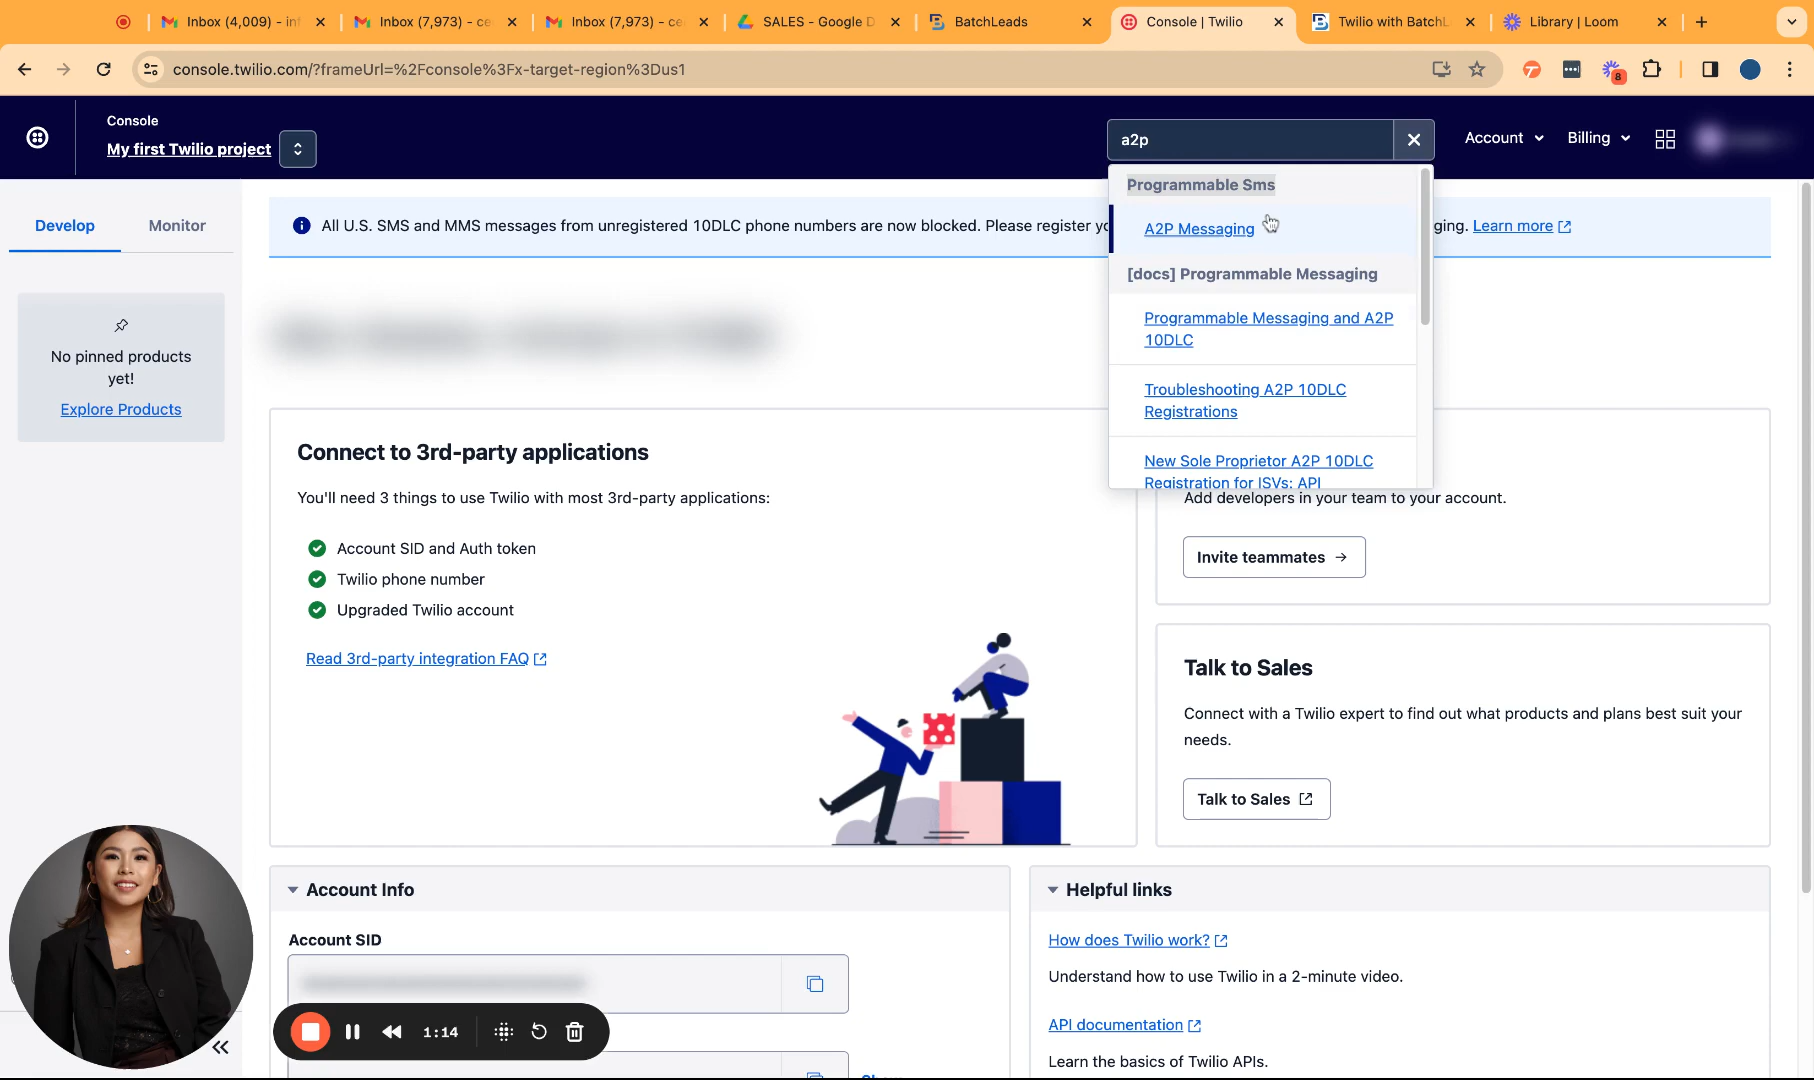 Inbox (4,009) - inf
Inbox (7,973) - ce
Inbox (7,973) - ce
SALES - Google D
BatchLeads
Console | Twilio
Twilio with BatchL
Library | Loom
console.twilio.com/?frameUrl=%2Fconsole%3Fx-target-region%3Dus1
8
Console
My first Twilio project
a2p
Account
Billing
Develop
Monitor
All U.S. SMS and MMS messages from unregistered 10DLC phone numbers are now blocked. Please register yo
ging. Learn more
Programmable Sms
A2P Messaging
[docs] Programmable Messaging
Programmable Messaging and A2P
10DLC
Troubleshooting A2P 10DLC
Registrations
New Sole Proprietor A2P 10DLC
Registration for ISVs: API
No pinned products
yet!
Explore Products
Connect to 3rd-party applications
You'll need 3 things to use Twilio with most 3rd-party applications:
Account SID and Auth token
Twilio phone number
Upgraded Twilio account
Read 3rd-party integration FAQ
Add developers in your team to your account.
Invite teammates
Talk to Sales
Connect with a Twilio expert to find out what products and plans best suit your
needs.
Talk to Sales
Account Info
Account SID
Helpful links
How does Twilio work?
Understand how to use Twilio in a 2-minute video.
API documentation
Learn the basics of Twilio APIs.
1:14